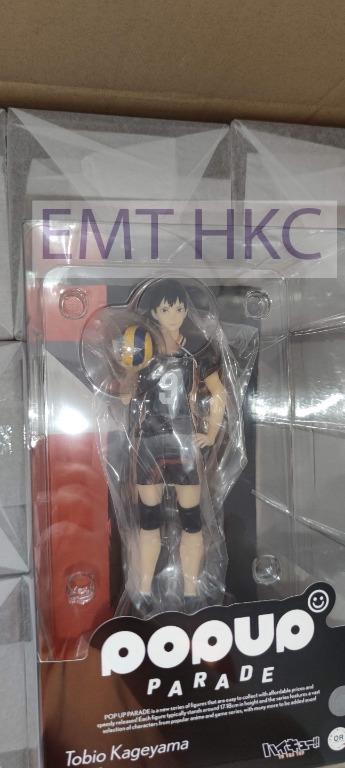 EMT HKC
9
POPUP
PARADE
POP UP PARADE is a new series of figures that are easy to collect with affordable prices and
speedy releases! Each figure typically stands around 17-18cm in height and the series features a vast
selection of characters from popular anime and game series, with many more to be added soon!
Tobio Kageyama
ハイキュー!!
OR